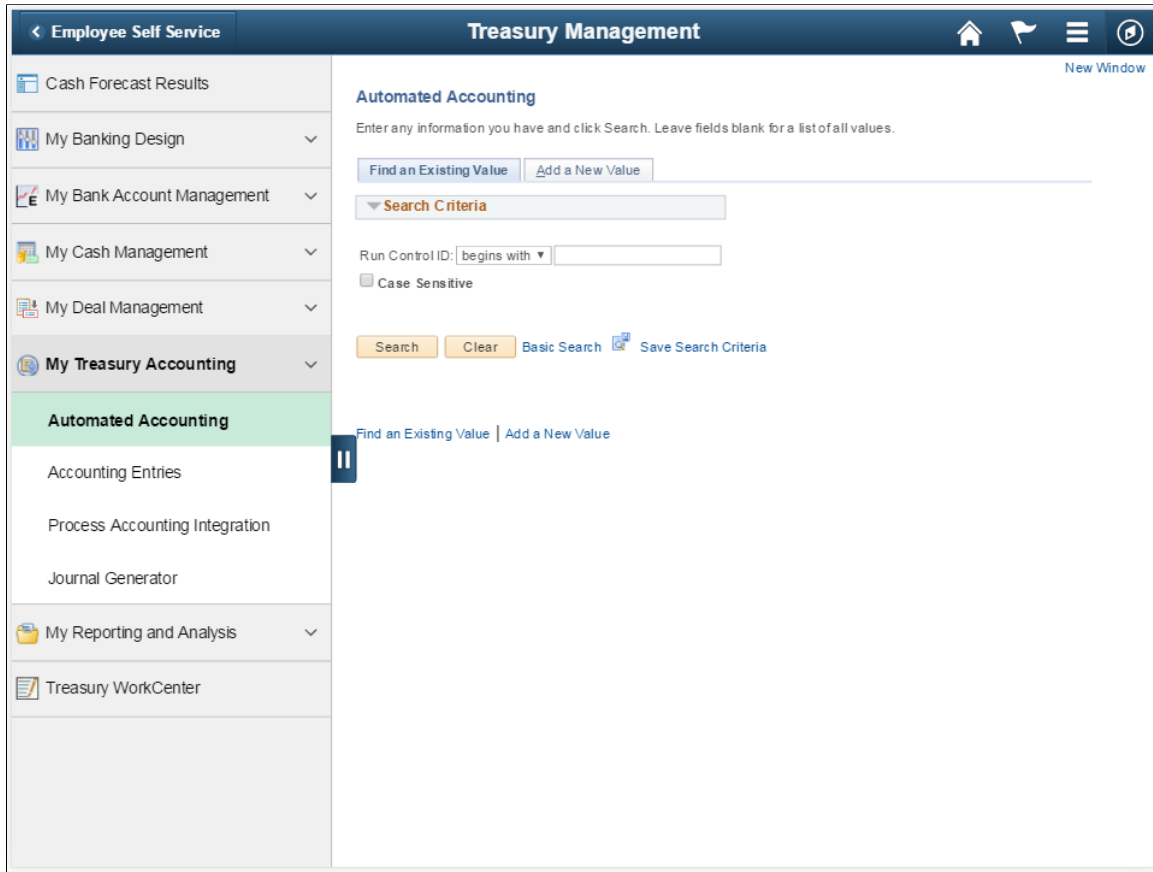 Employee Self Service
Treasury Management
New Window
Cash Forecast Results
My Banking Design
My Bank Account Management
My Cash Management
My Deal Management
My Treasury Accounting
Automated Accounting
Accounting Entries
Process Accounting Integration
Journal Generator
My Reporting and Analysis
Treasury WorkCenter
Automated Accounting
Enter any information you have and click Search. Leave fields blank for a list of all values.
Find an Existing Value Add a New Value
Search Criteria
Run Control ID: begins with
Case Sensitive
Search Clear Basic Search Save Search Criteria
Find an Existing Value | Add a New Value